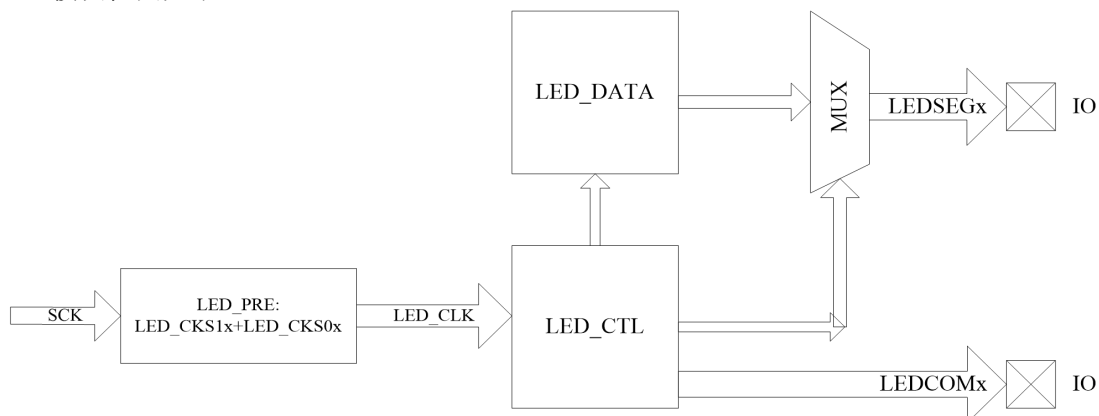 LED_DATA
MUX
LEDSEGx
IO
SCK
LED_PRE:
LED_CKS1x+LED_CKS0x
LED_CLK
LED_CTL
LEDCOMx
IO